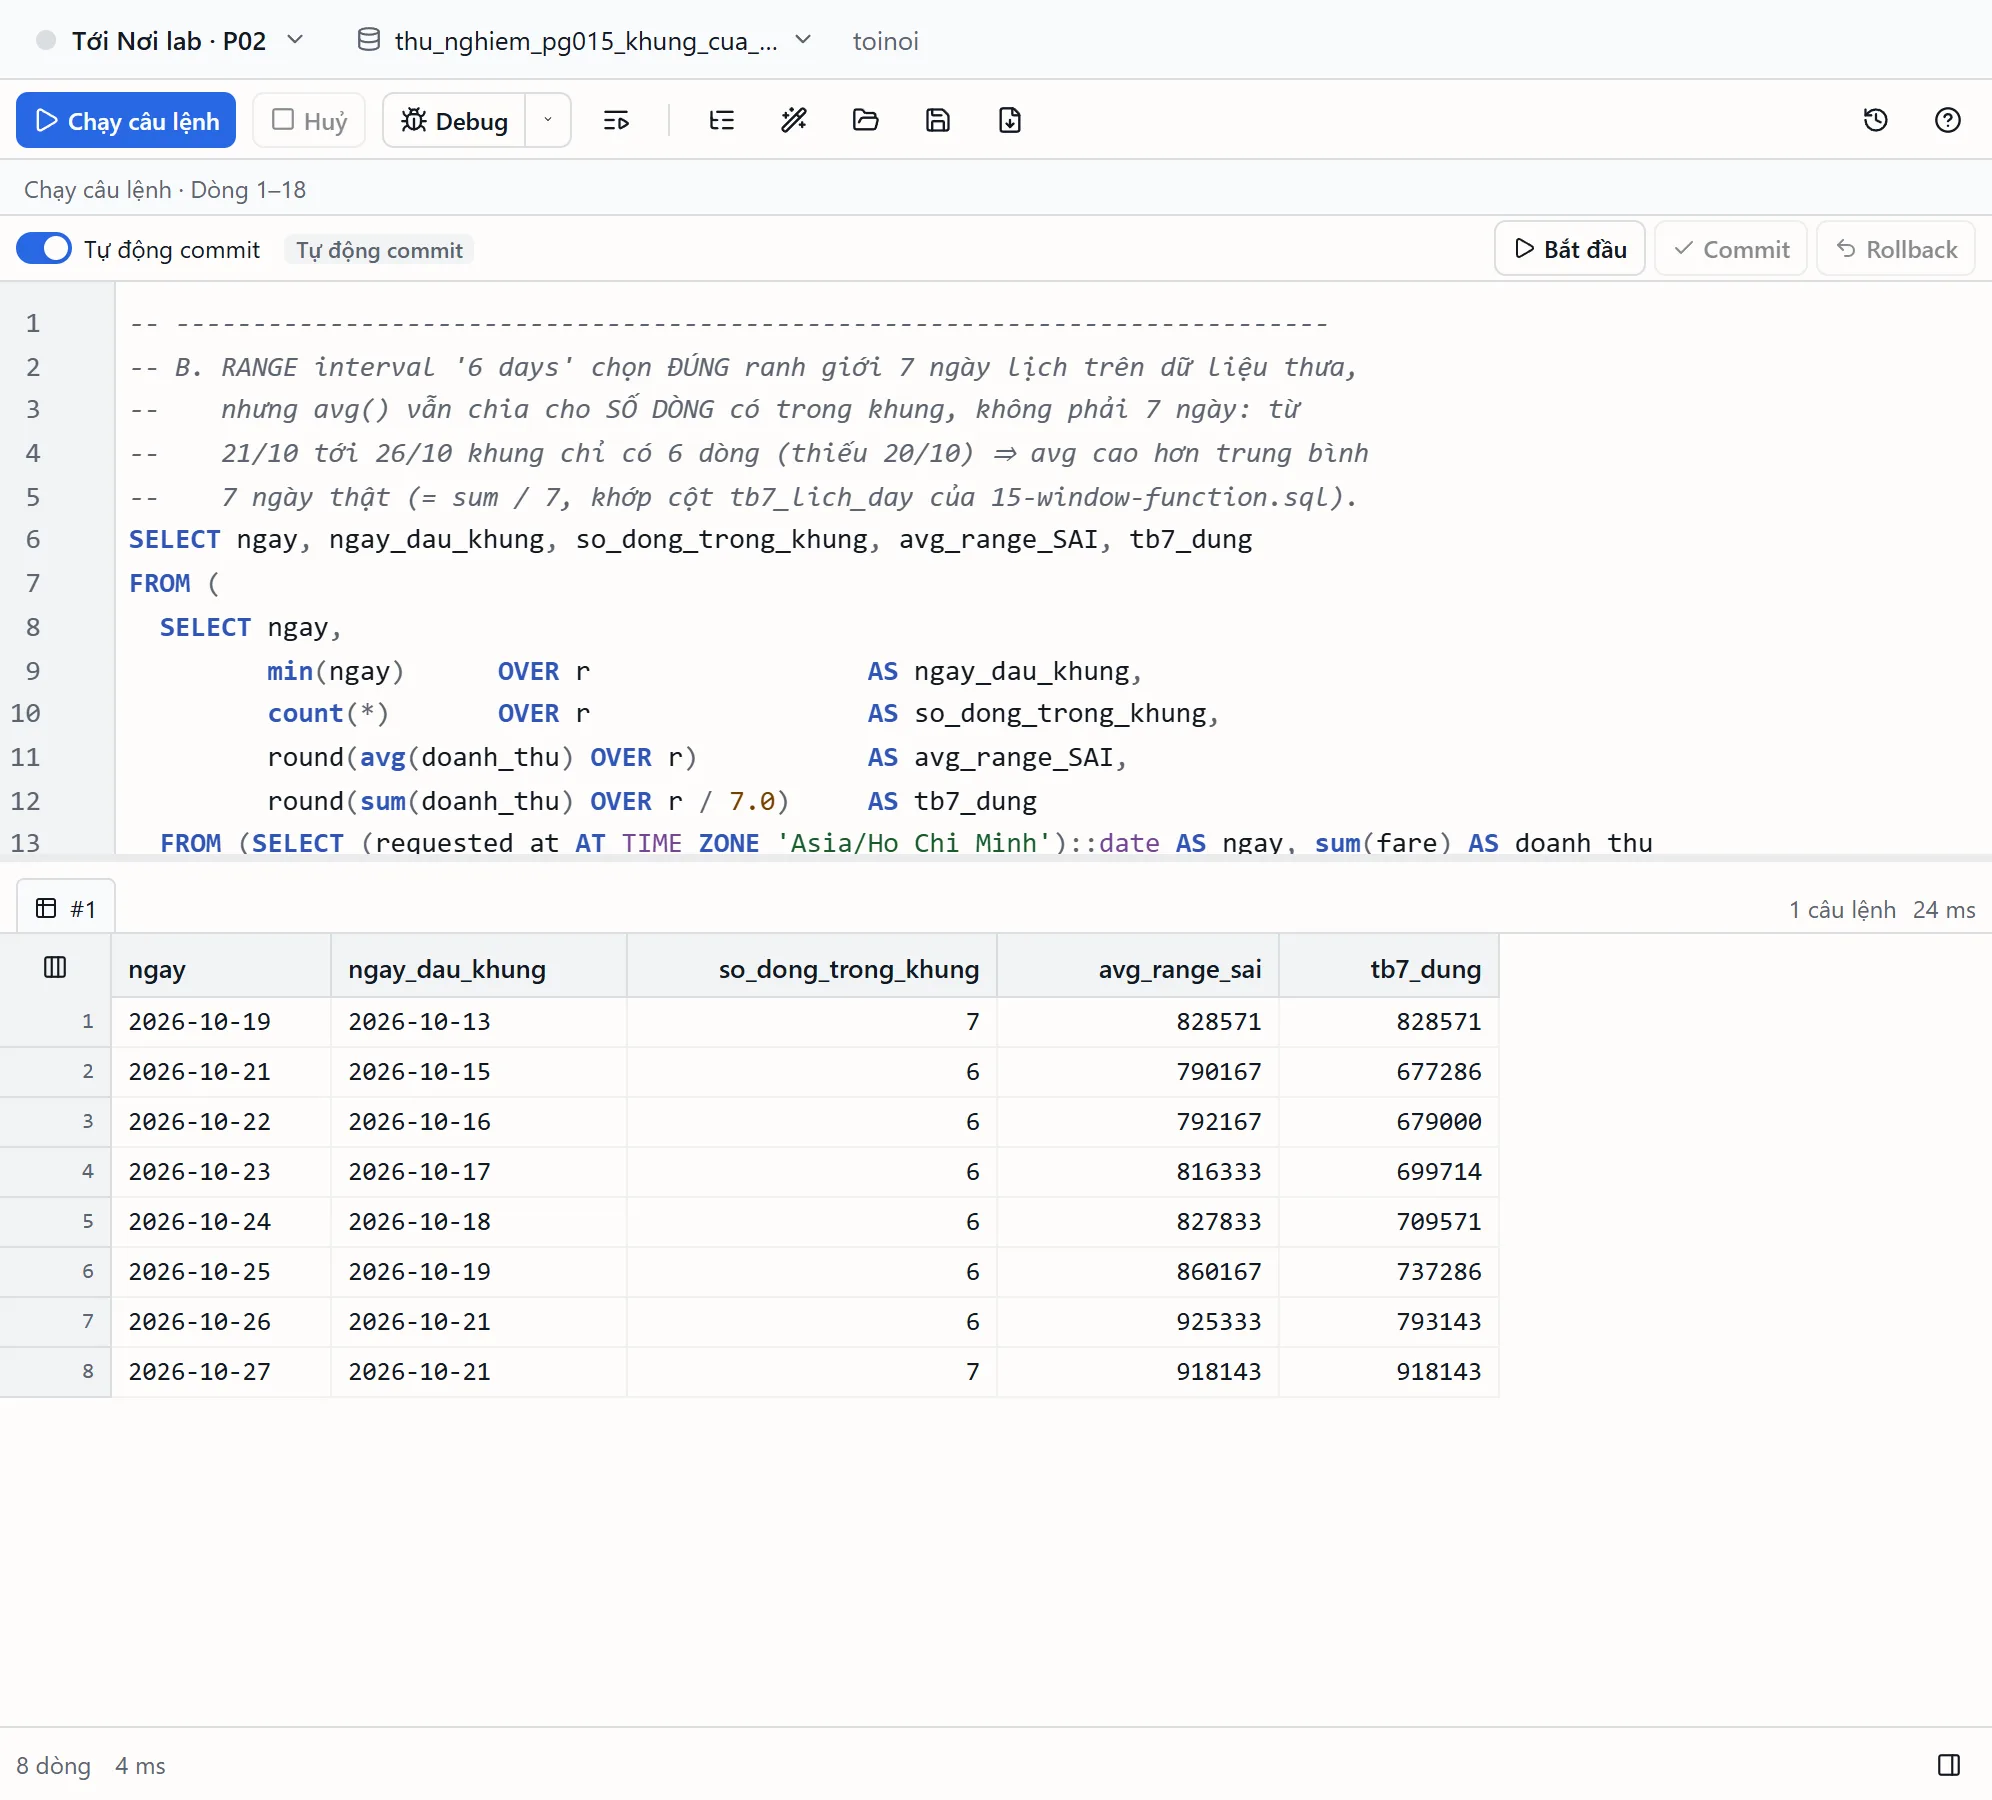 Tới Nơi lab · P02 thu_nghiem_pg015_khung_cua_... toinoi
Chạy câu lệnh Huỷ Debug
Chạy câu lệnh · Dòng 1–18
Tự động commit Tự động commit Bắt đầu Commit Rollback
1 -- ---------------------------------------------------------------------------
2 -- B. RANGE interval '6 days' chọn ĐÚNG ranh giới 7 ngày lịch trên dữ liệu thưa,
3 --    nhưng avg() vẫn chia cho SỐ DÒNG có trong khung, không phải 7 ngày: từ
4 --    21/10 tới 26/10 khung chỉ có 6 dòng (thiếu 20/10) ⇒ avg cao hơn trung bình
5 --    7 ngày thật (= sum / 7, khớp cột tb7_lich_day của 15-window-function.sql).
6 SELECT ngay, ngay_dau_khung, so_dong_trong_khung, avg_range_SAI, tb7_dung
7 FROM (
8   SELECT ngay,
9          min(ngay)      OVER r                  AS ngay_dau_khung,
10          count(*)       OVER r                  AS so_dong_trong_khung,
11          round(avg(doanh_thu) OVER r)           AS avg_range_SAI,
12          round(sum(doanh_thu) OVER r / 7.0)     AS tb7_dung
13   FROM (SELECT (requested_at AT TIME ZONE 'Asia/Ho_Chi_Minh')::date AS ngay, sum(fare) AS doanh_thu
#1 1 câu lệnh 24 ms
ngay ngay_dau_khung so_dong_trong_khung avg_range_sai tb7_dung
1 2026-10-19 2026-10-13 7 828571 828571
2 2026-10-21 2026-10-15 6 790167 677286
3 2026-10-22 2026-10-16 6 792167 679000
4 2026-10-23 2026-10-17 6 816333 699714
5 2026-10-24 2026-10-18 6 827833 709571
6 2026-10-25 2026-10-19 6 860167 737286
7 2026-10-26 2026-10-21 6 925333 793143
8 2026-10-27 2026-10-21 7 918143 918143
8 dòng 4 ms